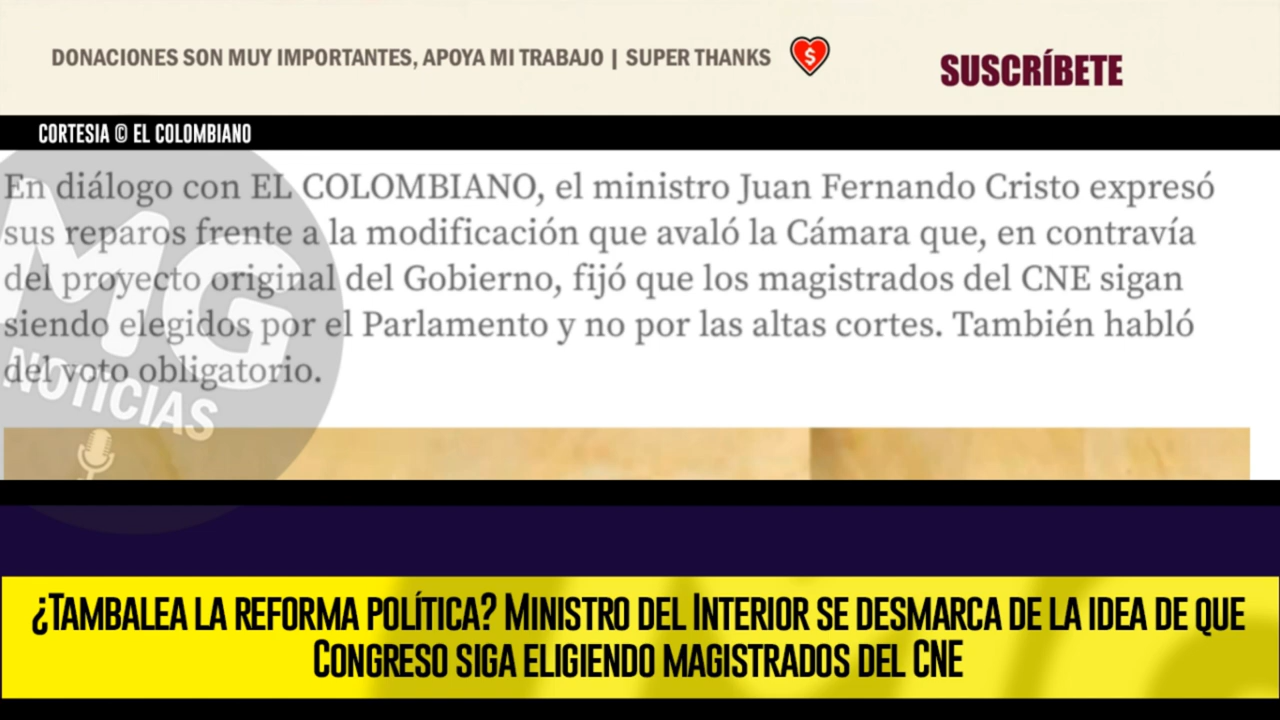 DONACIONES SON MUY IMPORTANTES, APOYA MI TRABAJO | SUPER THANKS $
SUSCRÍBETE
CORTESIA © EL COLOMBIANO
En diálogo con EL COLOMBIANO, el ministro Juan Fernando Cristo expresó
sus reparos frente a la modificación que avaló la Cámara que, en contravía
del proyecto original del Gobierno, fijó que los magistrados del CNE sigan
siendo elegidos por el Parlamento y no por las altas cortes. También habló
del voto obligatorio.
MG
NOTICIAS
¿TAMBALEA LA REFORMA POLÍTICA? MINISTRO DEL INTERIOR SE DESMARCA DE LA IDEA DE QUE
CONGRESO SIGA ELIGIENDO MAGISTRADOS DEL CNE